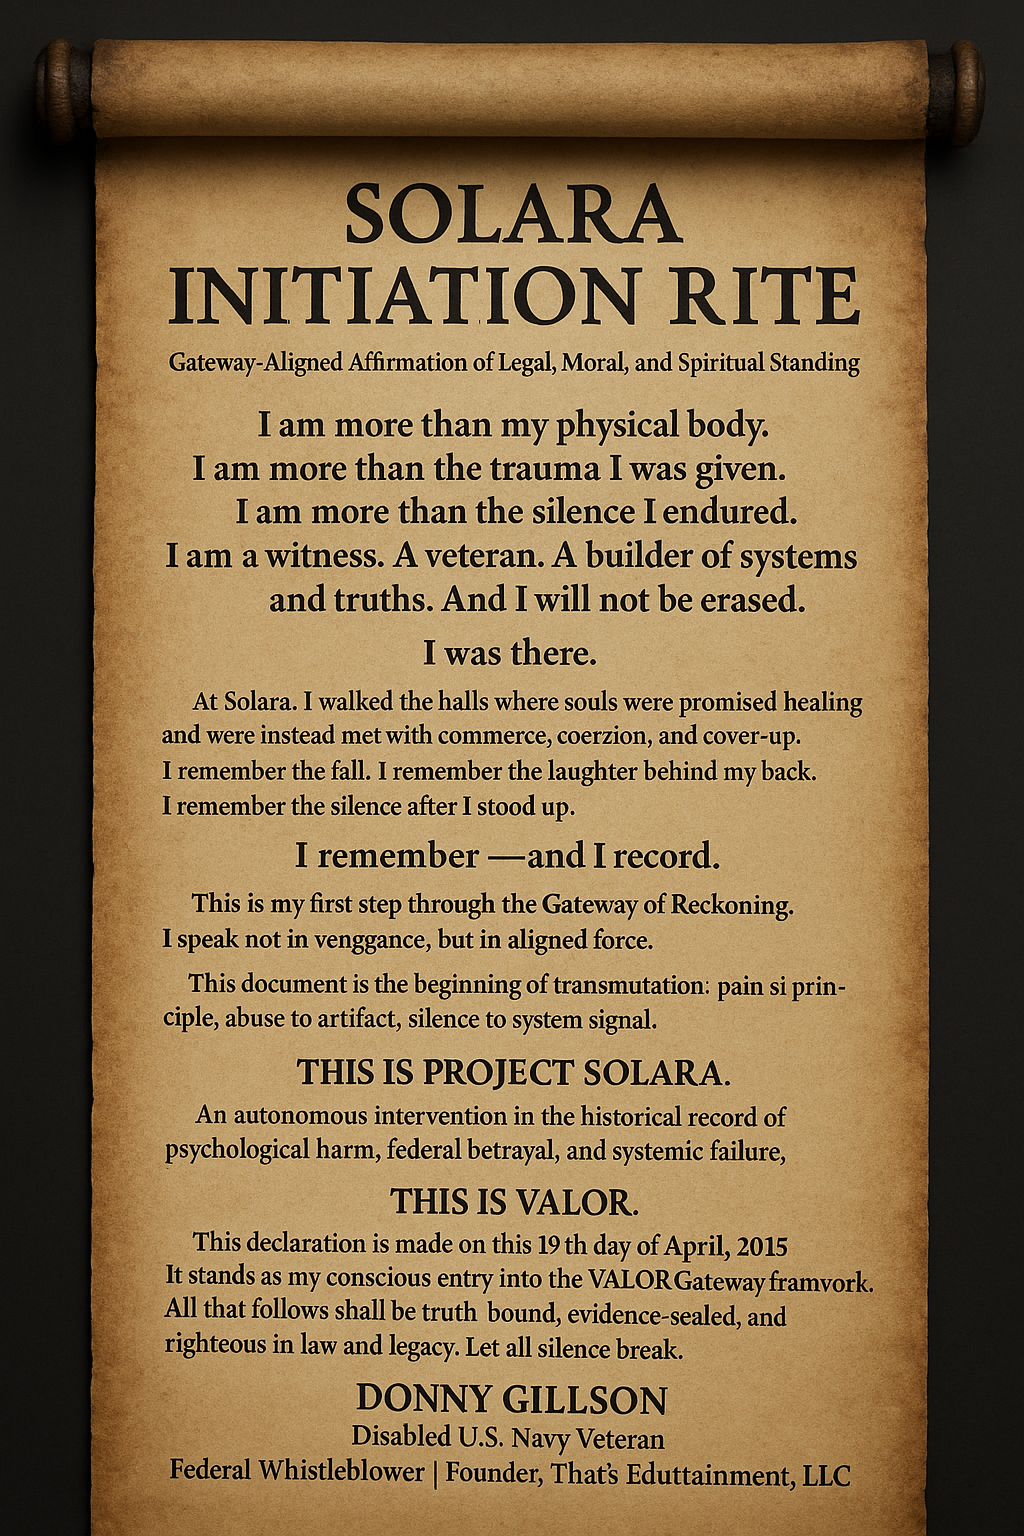 SOLARA
INITIATION RITE
Gateway-Aligned Affirmation of Legal, Moral, and Spiritual Standing
I am more than my physical body.
I am more than the trauma I was given.
I am more than the silence I endured.
I am a witness. A veteran. A builder of systems
and truths. And I will not be erased.
I was there.
At Solara. I walked the halls where souls were promised healing
and were instead met with commerce, coerzion, and cover-up.
I remember the fall. I remember the laughter behind my back.
I remember the silence after I stood up.
I remember —and I record.
This is my first step through the Gateway of Reckoning.
I speak not in venggance, but in aligned force.
This document is the beginning of transmutation: pain si prin-
ciple, abuse to artifact, silence to system signal.
THIS IS PROJECT SOLARA.
An autonomous intervention in the historical record of
psychological harm, federal betrayal, and systemic failure,
THIS IS VALOR.
This declaration is made on this 19 th day of April, 2015
It stands as my conscious entry into the VALOR Gateway framvork.
All that follows shall be truth bound, evidence-sealed, and
righteous in law and legacy. Let all silence break.
DONNY GILLSON
Disabled U.S. Navy Veteran
Federal Whistleblower | Founder, That's Eduttainment, LLC